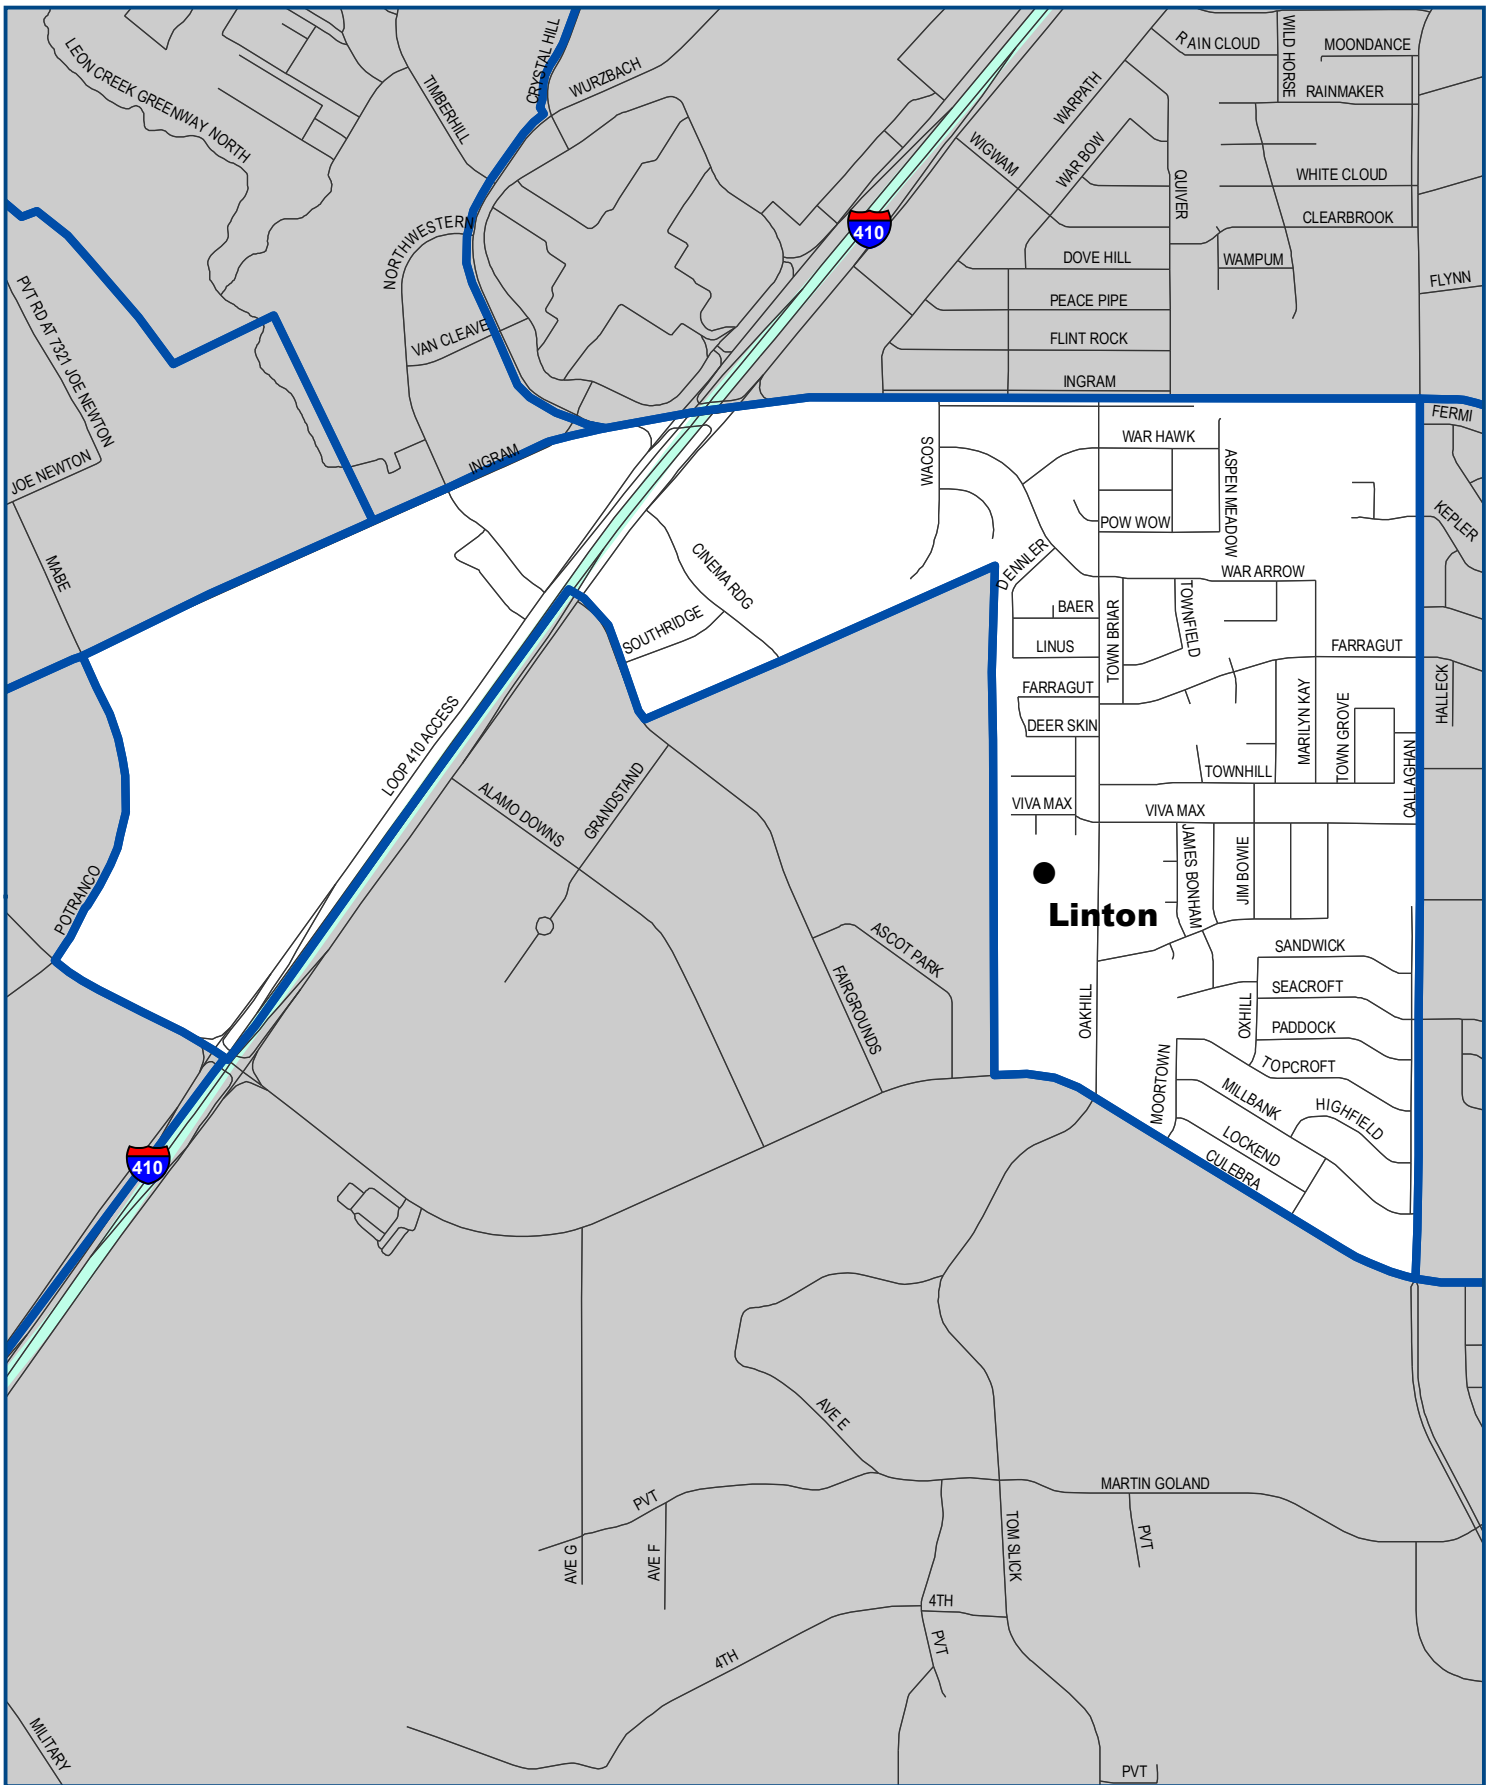 LEON CREEK GREENWAY NORTH
TIMBERHILL
CRYSTAL HILL
WURZBACH
RAIN CLOUD
WILD HORSE
MOONDANCE
RAINMAKER
WARPATH
WIGWAM
WAR BOW
QUIVER
WHITE CLOUD
CLEARBROOK
410
NORTHWESTERN
DOVE HILL
WAMPUM
FLYNN
PEACE PIPE
VAN CLEAVE
FLINT ROCK
INGRAM
PVT RD AT 7321 JOE NEWTON
JOE NEWTON
INGRAM
FERMI
WACOS
WAR HAWK
ASPEN MEADOW
POW WOW
KEPLER
MABE
CINEMA RDG
DENNLER
WAR ARROW
SOUTHRIDGE
BAER
TOWN BRIAR
TOWNFIELD
LINUS
FARRAGUT
FARRAGUT
DEER SKIN
MARILYN KAY
TOWN GROVE
HALLECK
LOOP 410 ACCESS
TOWNHILL
CALLAGHAN
ALAMO DOWNS
GRANDSTAND
VIVA MAX
VIVA MAX
JAMES BONHAM
JIM BOWIE
POTRANCO
Linton
ASCOT PARK
SANDWICK
FAIRGROUNDS
OAKHILL
SEACROFT
OXHILL
PADDOCK
TOPCROFT
MOORTOWN
MILLBANK
HIGHFIELD
LOCKEND
CULEBRA
410
AVE E
MARTIN GOLAND
PVT
AVE G
AVE F
TOM SLICK
PVT
4TH
PVT
4TH
MILITARY
PVT